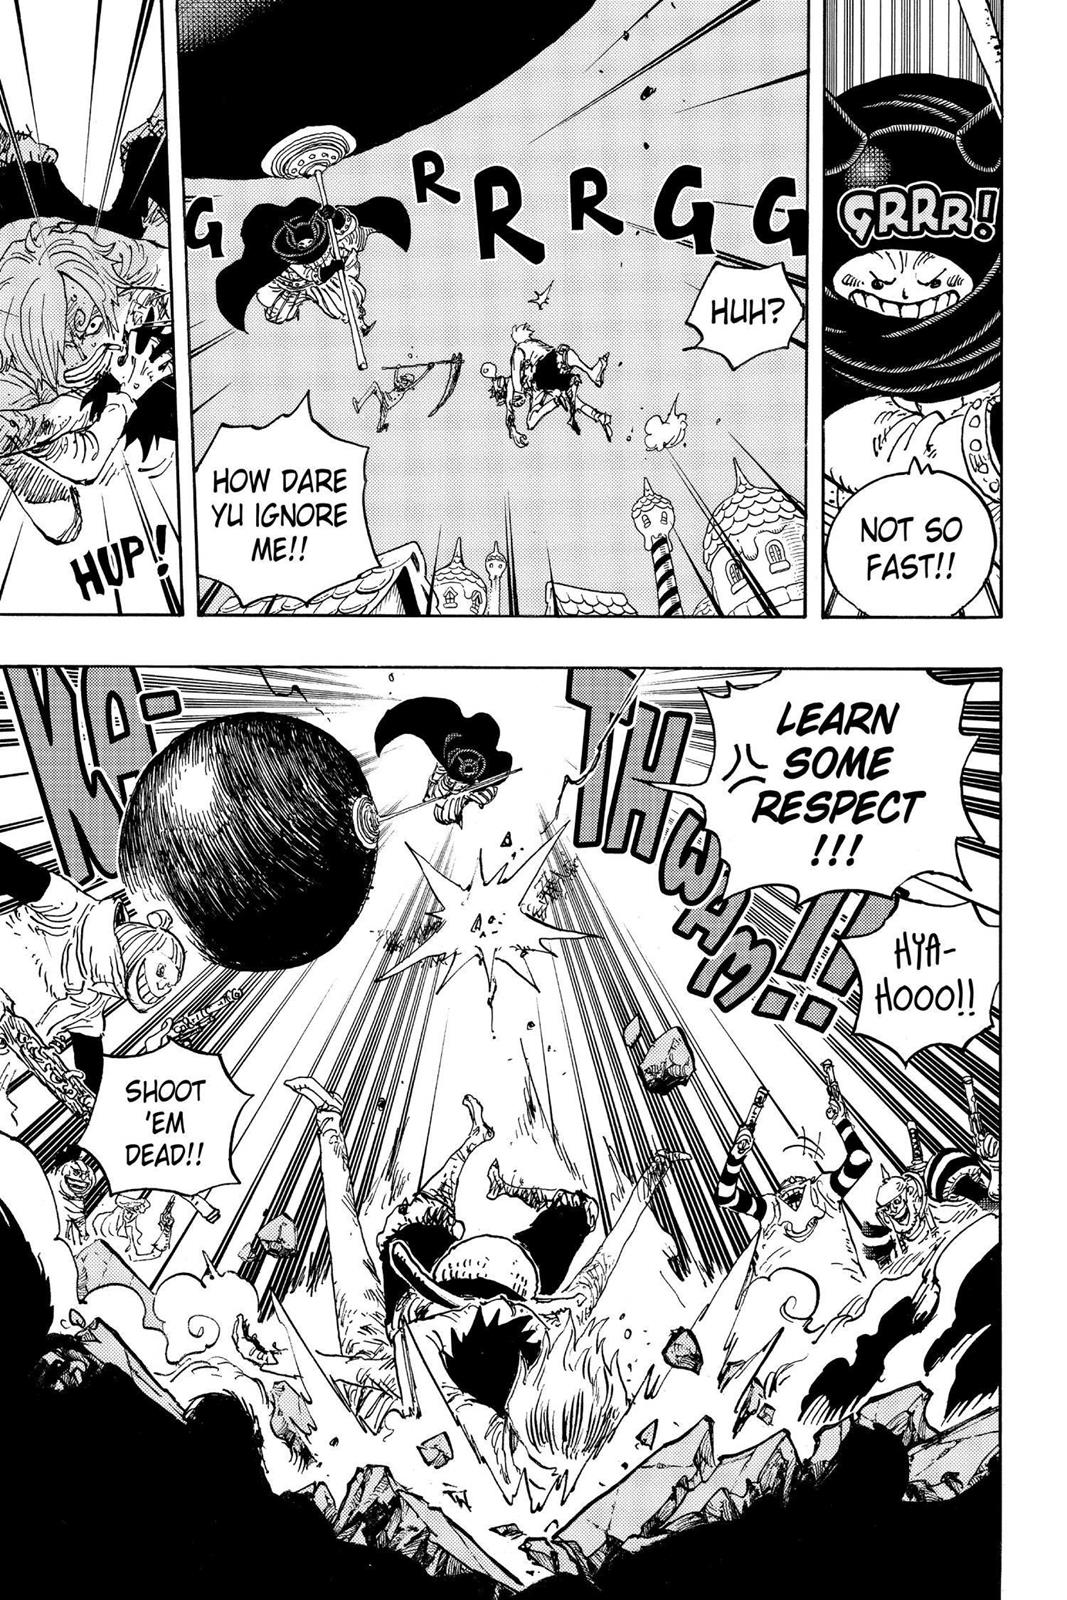 GRRR!
NOT SO
FAST!!
HUH?
GRRRGGG
HOW DARE
YU IGNORE
ME!!
HUP!
LEARN
SOME
RESPECT
!!!
KA-
THWAM!!
HYA-
HOOO!!
SHOOT
'EM
DEAD!!